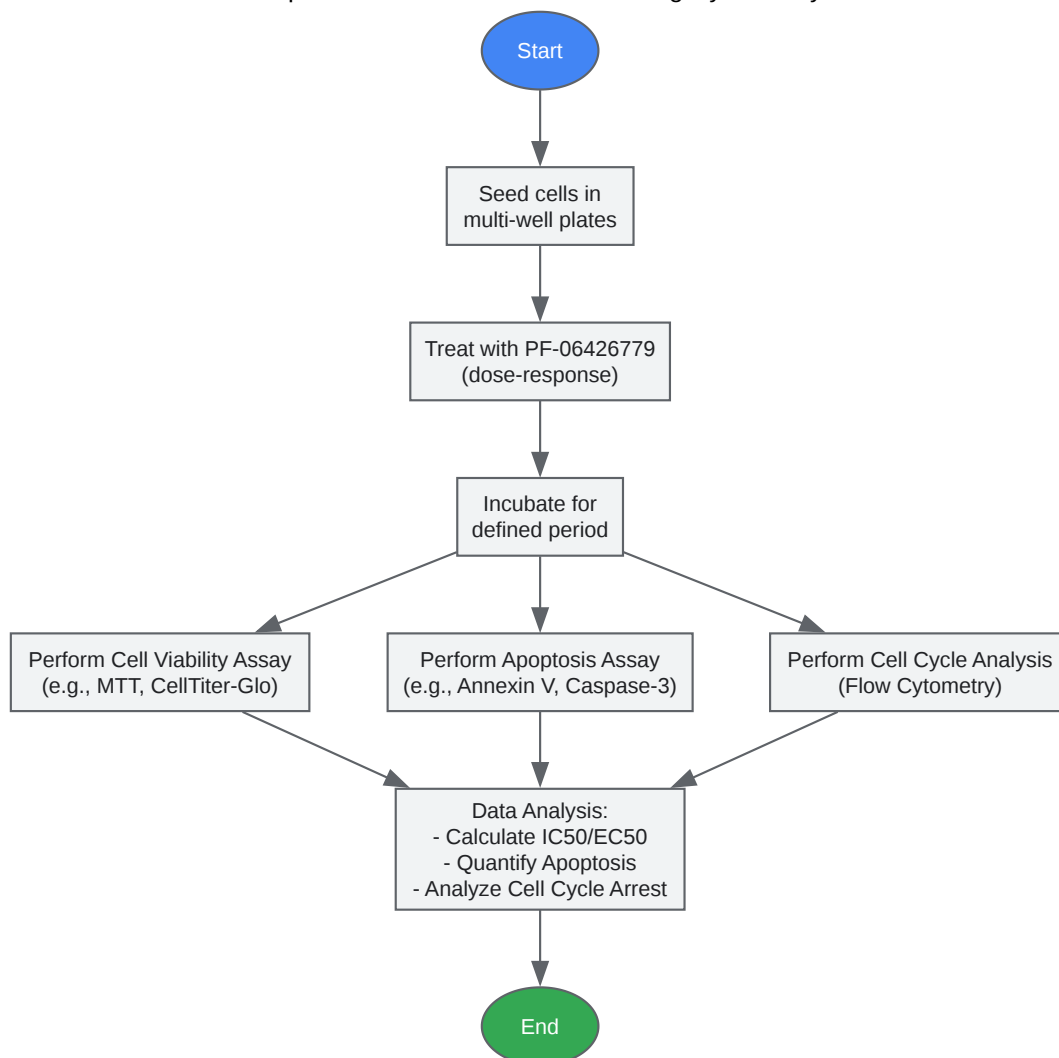 Start
Seed cells in
multi-well plates
Treat with PF-06426779
(dose-response)
Incubate for
defined period
Perform Cell Viability Assay
(e.g., MTT, CellTiter-Glo)
Perform Apoptosis Assay
(e.g., Annexin V, Caspase-3)
Perform Cell Cycle Analysis
(Flow Cytometry)
Data Analysis:
- Calculate IC50/EC50
- Quantify Apoptosis
- Analyze Cell Cycle Arrest
End